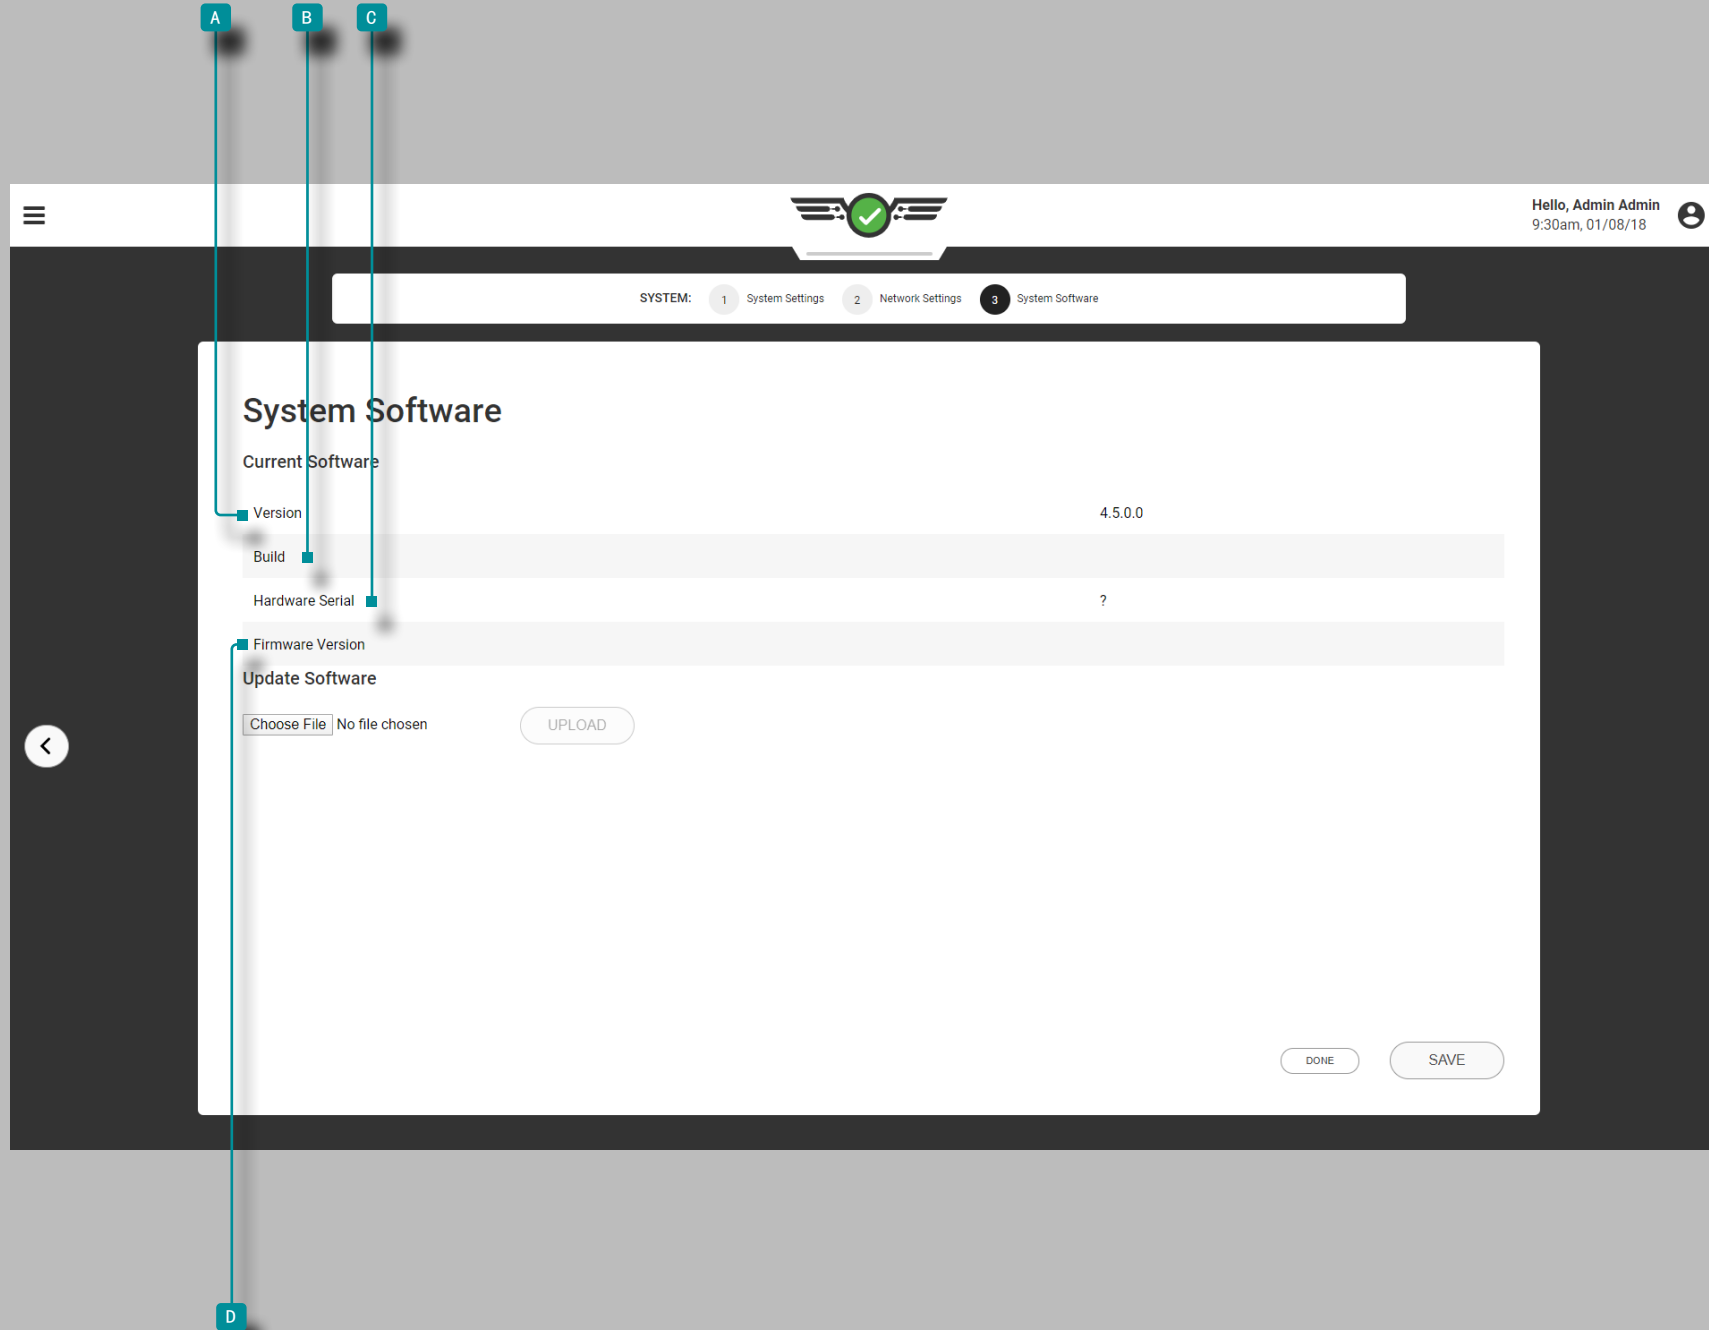 A B C
Hello, Admin Admin
9:30am, 01/08/18
SYSTEM: 1 System Settings 2 Network Settings 3 System Software
System Software
Current Software
Version 4.5.0.0
Build
Hardware Serial ?
Firmware Version
Update Software
Choose File No file chosen UPLOAD
DONE SAVE
D